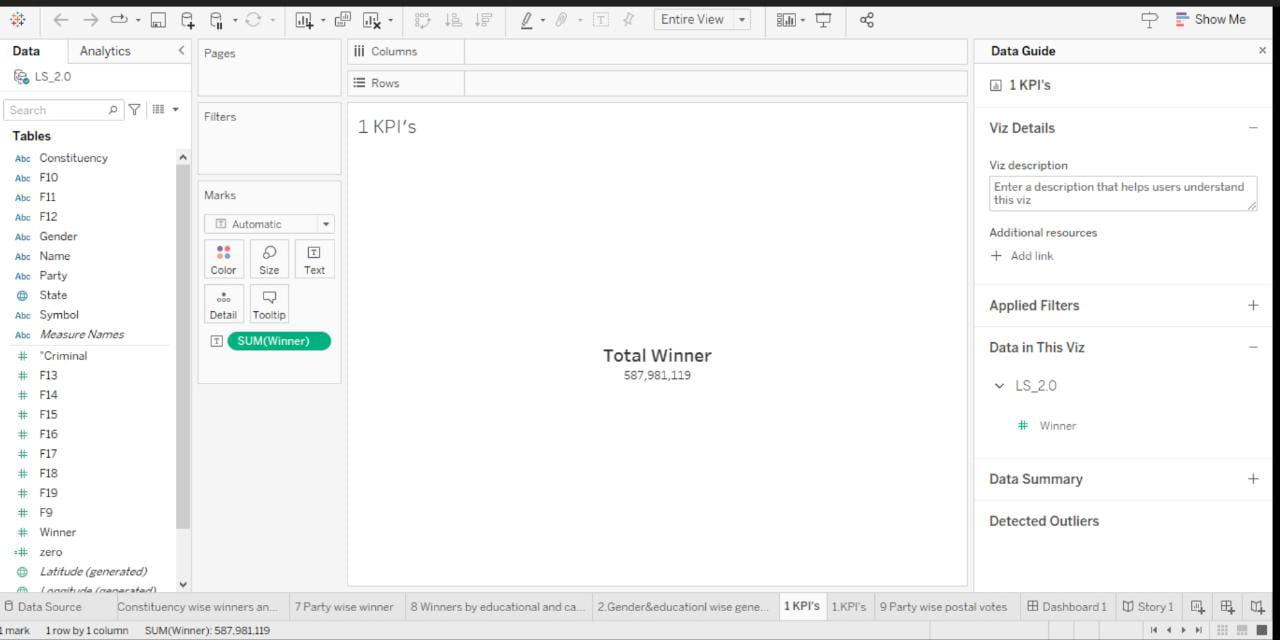 Entire View
Show Me
Data
Analytics
LS_2.0
Search
Tables
Abc Constituency
Abc F10
Abc F11
Abc F12
Abc Gender
Abc Name
Abc Party
State
Abc Symbol
Abc Measure Names
# "Criminal
# F13
# F14
# F15
# F16
# F17
# F18
# F19
# F9
# Winner
=# zero
Latitude (generated)
Longitude (generated)
Pages
Filters
Marks
Automatic
Color
Size
Text
Detail
Tooltip
SUM(Winner)
Columns
Rows
1 KPI's
Total Winner
587,981,119
Data Guide
1 KPI's
Viz Details
Viz description
Enter a description that helps users understand
this viz
Additional resources
+ Add link
Applied Filters
Data in This Viz
LS_2.0
# Winner
Data Summary
Detected Outliers
Data Source
Constituency wise winners an...
7 Party wise winner
8 Winners by educational and ca...
2.Gender&educationl wise gene...
1 KPI's
1.KPI's
9 Party wise postal votes
Dashboard 1
Story 1
1 mark
1 row by 1 column
SUM(Winner): 587,981,119